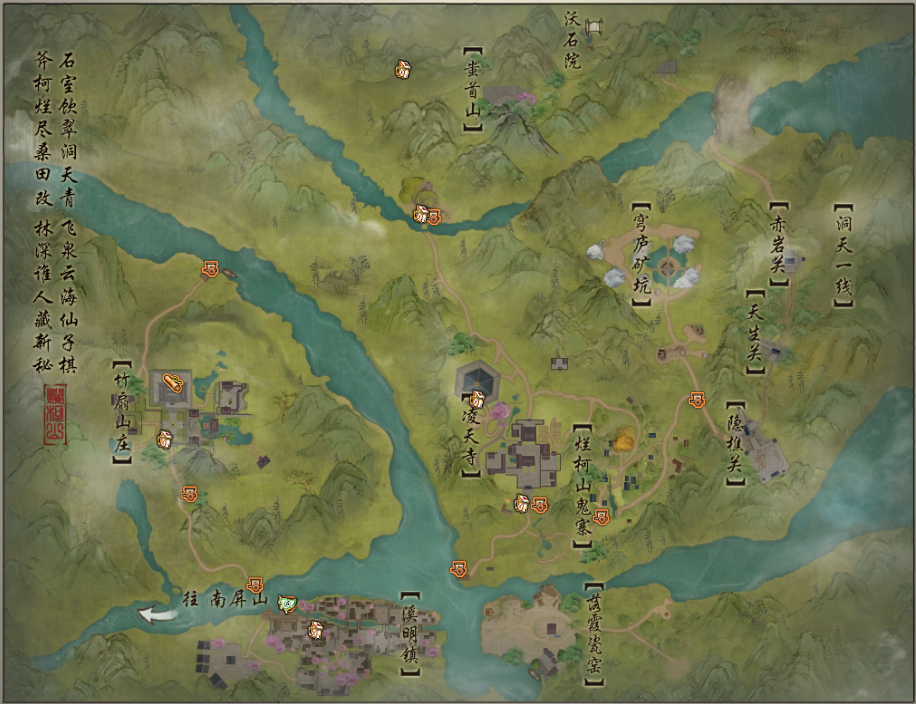 石室饮翠洞天青 飞泉云海仙子棋
斧柯烂尽桑田改 林深谁人藏新秘
沃石院
【蚩首山】
【穹庐矿坑】
【赤岩关】
【洞天一线】
【天生关】
【竹扇山庄】
【凌天寺】
【烂柯山鬼寨】
【隐樵关】
往 南屏山
【溪明镇】
【落霞瓷窑】